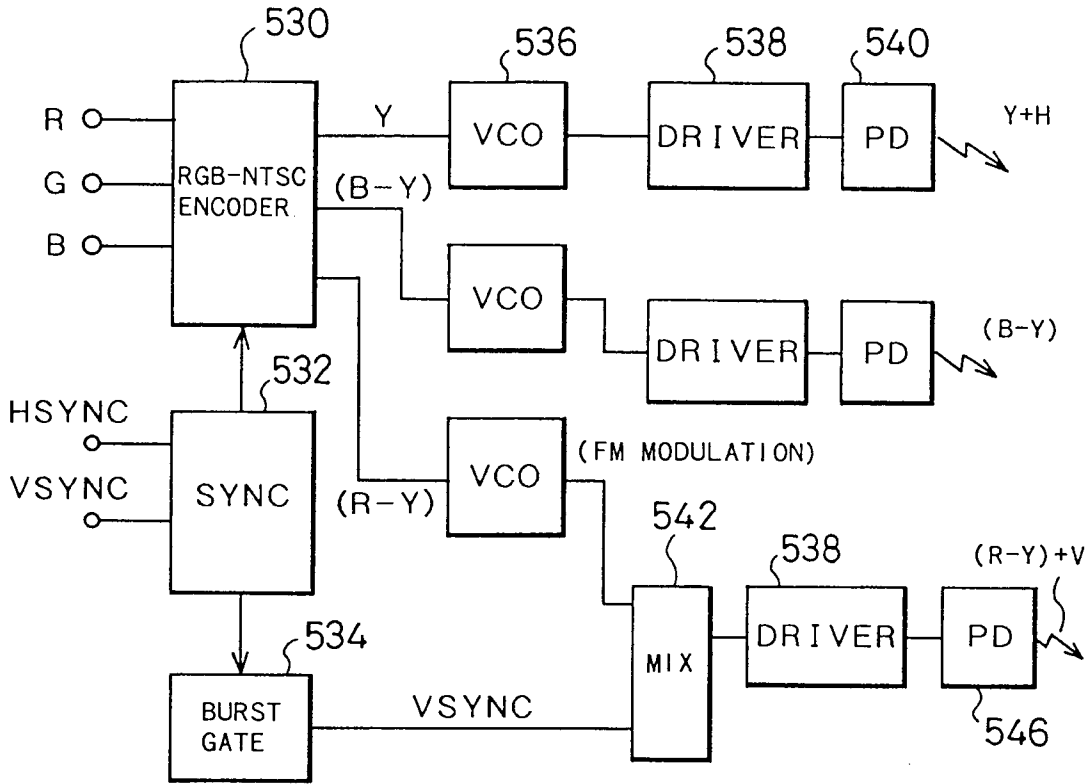 530
536
538
540
R
G
B
RGB-NTSC
ENCODER
Y
VCO
DRIVER
PD
Y+H
(B-Y)
VCO
DRIVER
PD
(B-Y)
532
HSYNC
VSYNC
SYNC
(R-Y)
VCO
(FM MODULATION)
542
538
(R-Y)+V
MIX
DRIVER
PD
546
534
BURST
GATE
VSYNC